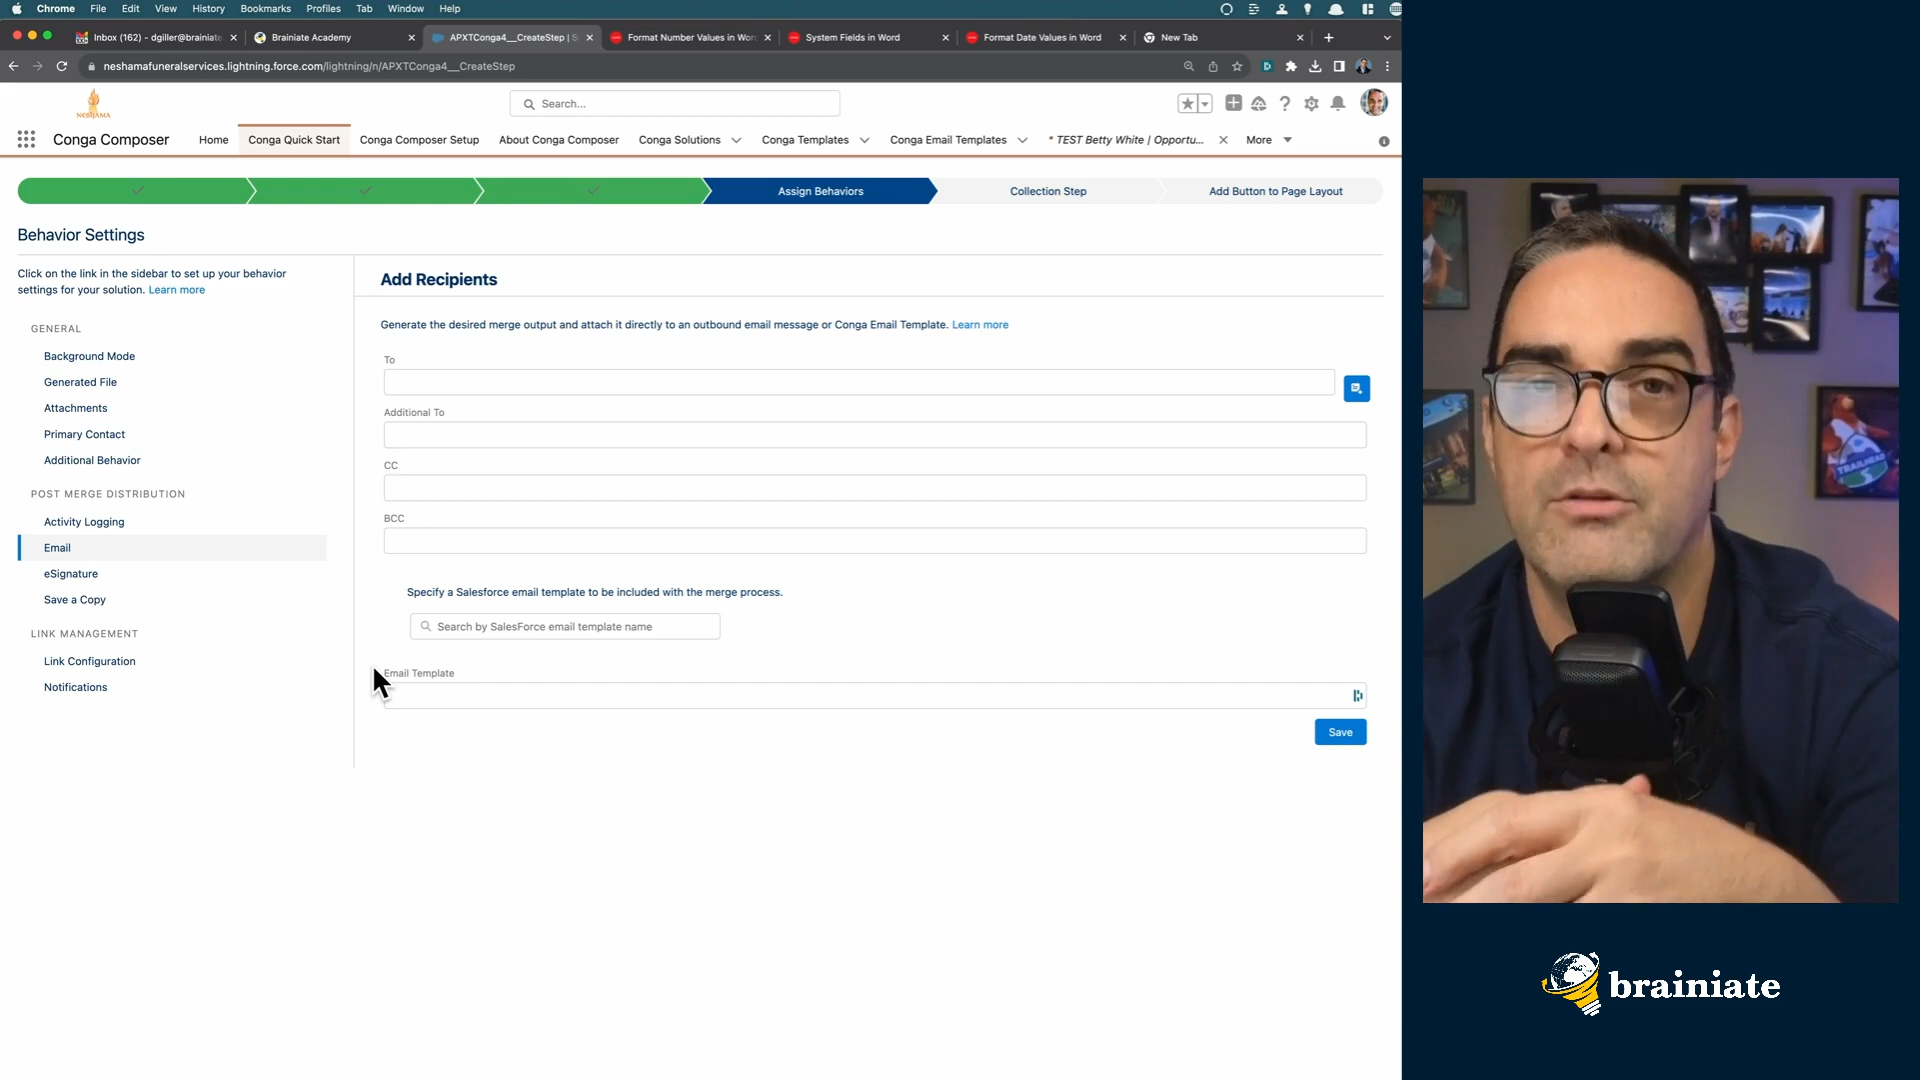 Chrome File Edit View History Bookmarks Profiles Tab Window Help
Inbox (162) - dgiller@brainiate
Brainiate Academy
APXTConga4__CreateStep | S
Format Number Values in Word
System Fields in Word
Format Date Values in Word
New Tab
neshamafuneralservices.lightning.force.com/lightning/n/APXTConga4__CreateStep
NESHAMA
Search...
Conga Composer
Home
Conga Quick Start
Conga Composer Setup
About Conga Composer
Conga Solutions
Conga Templates
Conga Email Templates
* TEST Betty White | Opportu...
More
Assign Behaviors
Collection Step
Add Button to Page Layout
Behavior Settings
Click on the link in the sidebar to set up your behavior
settings for your solution. Learn more
GENERAL
Background Mode
Generated File
Attachments
Primary Contact
Additional Behavior
POST MERGE DISTRIBUTION
Activity Logging
Email
eSignature
Save a Copy
LINK MANAGEMENT
Link Configuration
Notifications
Add Recipients
Generate the desired merge output and attach it directly to an outbound email message or Conga Email Template. Learn more
To
Additional To
CC
BCC
Specify a Salesforce email template to be included with the merge process.
Search by SalesForce email template name
Email Template
Save
TRAILHEAD
brainiate